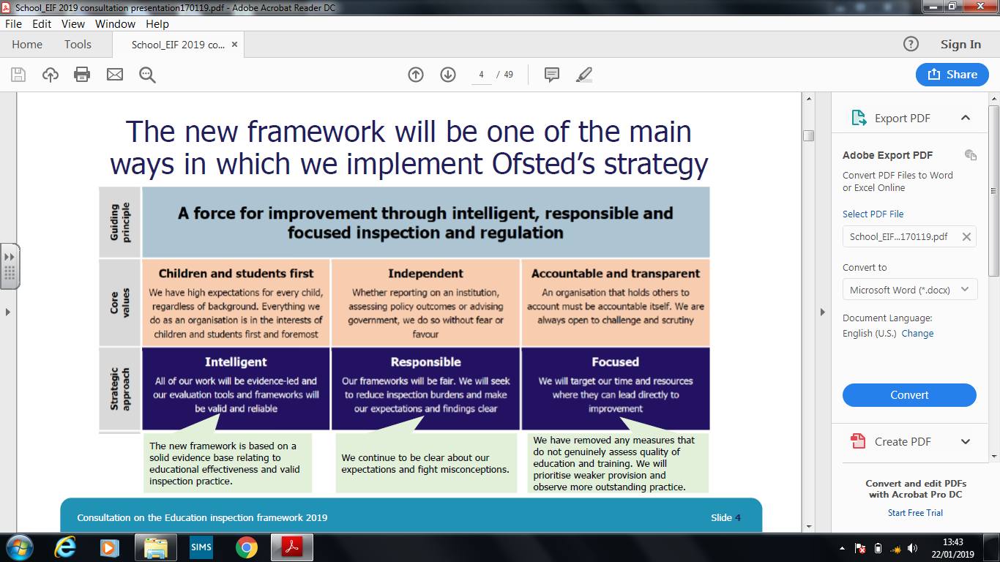 School_EIF 2019 consultation presentation170119.pdf - Adobe Acrobat Reader DC
File Edit View Window Help
Home Tools School_EIF 2019 co... × ? Sign In
4 / 49 Share
The new framework will be one of the main
ways in which we implement Ofsted's strategy
Guiding
principle
A force for improvement through intelligent, responsible and
focused inspection and regulation
Core
values
Children and students first
We have high expectations for every child,
regardless of background. Everything we
do as an organisation is in the interests of
children and students first and foremost
Independent
Whether reporting on an institution,
assessing policy outcomes or advising
government, we do so without fear or
favour
Accountable and transparent
An organisation that holds others to
account must be accountable itself. We are
always open to challenge and scrutiny
Strategic
approach
Intelligent
All of our work will be evidence-led and
our evaluation tools and frameworks will
be valid and reliable
Responsible
Our frameworks will be fair. We will seek
to reduce inspection burdens and make
our expectations and findings clear
Focused
We will target our time and resources
where they can lead directly to
improvement
The new framework is based on a
solid evidence base relating to
educational effectiveness and valid
inspection practice.
We continue to be clear about our
expectations and fight misconceptions.
We have removed any measures that
do not genuinely assess quality of
education and training. We will
prioritise weaker provision and
observe more outstanding practice.
Consultation on the Education inspection framework 2019
Slide 4
Export PDF
Adobe Export PDF
Convert PDF Files to Word
or Excel Online
Select PDF File
School_EIF...170119.pdf
Convert to
Microsoft Word (*.docx)
Document Language:
English (U.S.) Change
Convert
Create PDF
Convert and edit PDFs
with Acrobat Pro DC
Start Free Trial
SIMS
13:43
22/01/2019